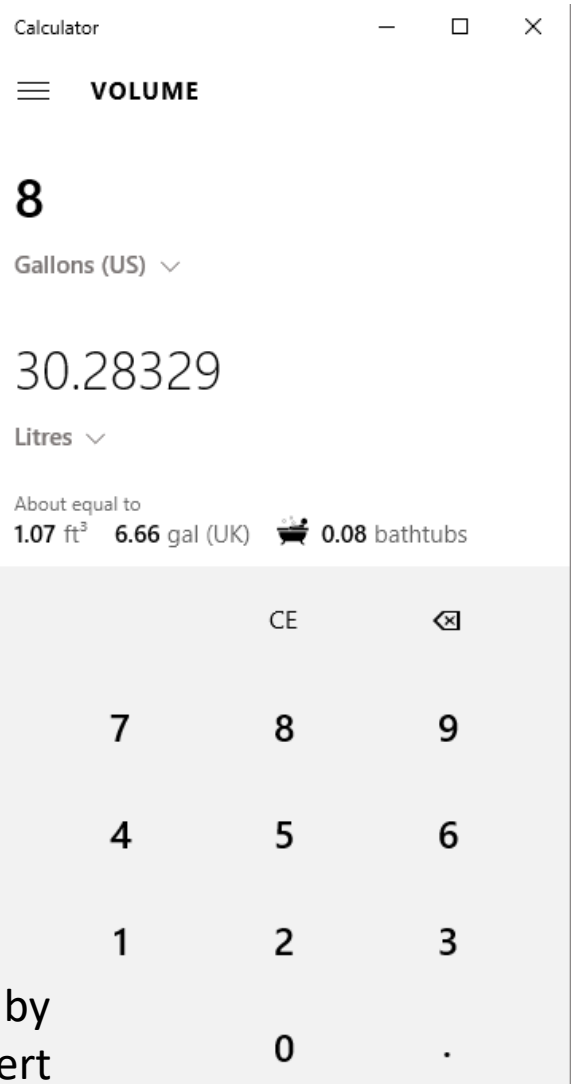 Calculator
VOLUME
8
Gallons (US)
30.28329
Litres
About equal to
1.07 ft³ 6.66 gal (UK) 0.08 bathtubs
CE
7 8 9
4 5 6
1 2 3
by
0 .
ert